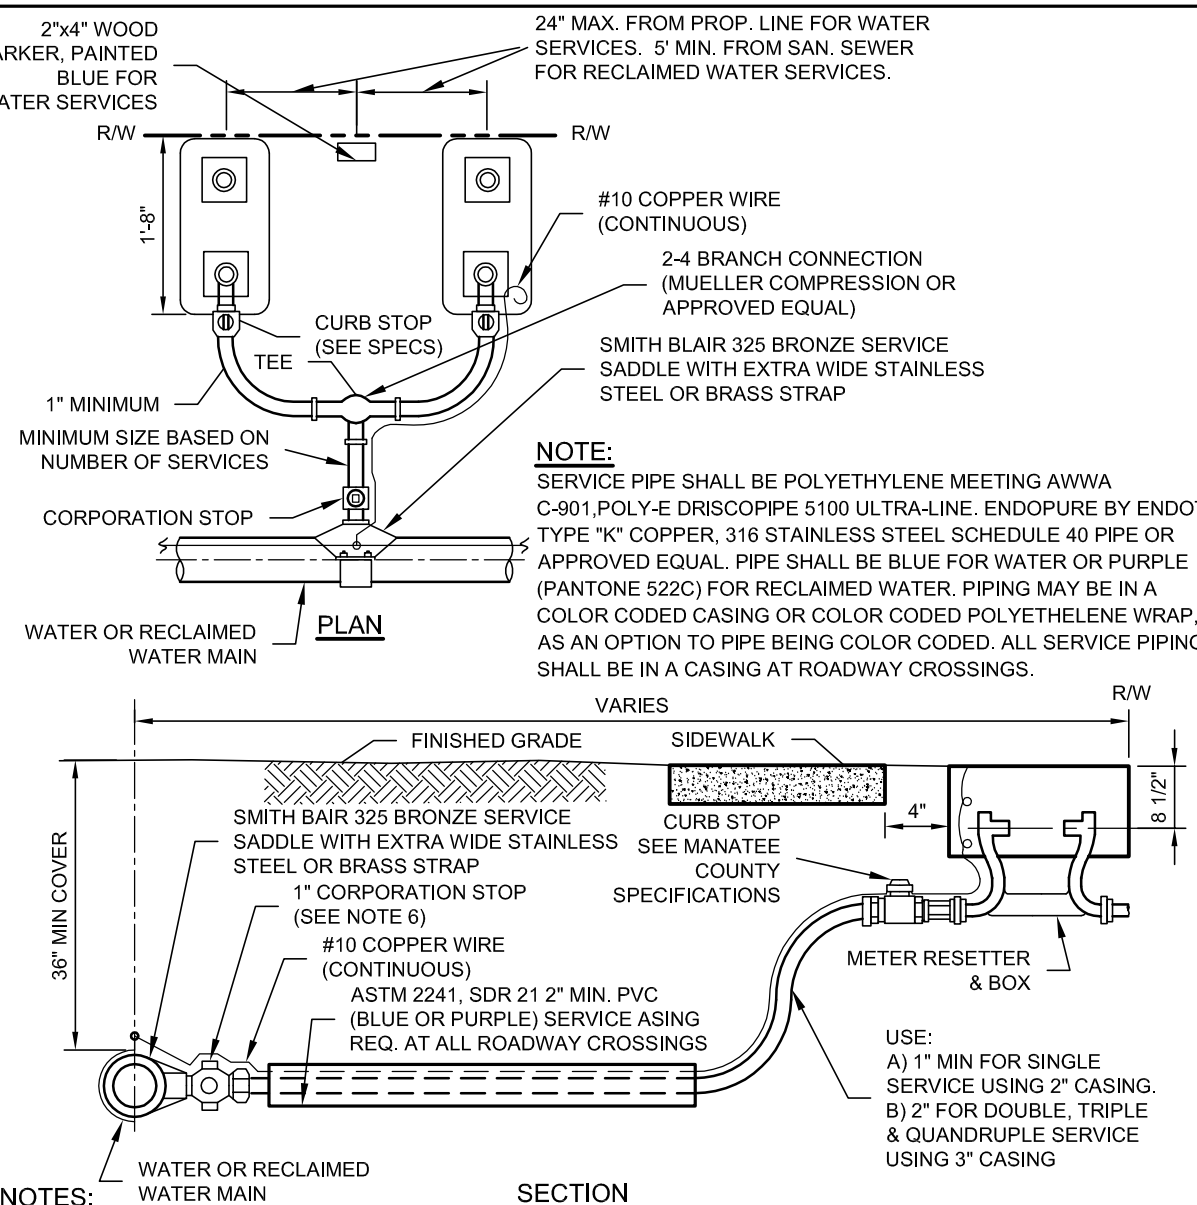 2"x4" WOOD
ARKER, PAINTED
BLUE FOR
ATER SERVICES
24" MAX. FROM PROP. LINE FOR WATER
SERVICES. 5' MIN. FROM SAN. SEWER
FOR RECLAIMED WATER SERVICES.
R/W
R/W
1'-8"
#10 COPPER WIRE
(CONTINUOUS)
2-4 BRANCH CONNECTION
(MUELLER COMPRESSION OR
APPROVED EQUAL)
CURB STOP
(SEE SPECS)
TEE
SMITH BLAIR 325 BRONZE SERVICE
SADDLE WITH EXTRA WIDE STAINLESS
STEEL OR BRASS STRAP
1" MINIMUM
MINIMUM SIZE BASED ON
NUMBER OF SERVICES
CORPORATION STOP
NOTE:
SERVICE PIPE SHALL BE POLYETHYLENE MEETING AWWA
C-901,POLY-E DRISCOPIPE 5100 ULTRA-LINE. ENDOPURE BY ENDOT
TYPE "K" COPPER, 316 STAINLESS STEEL SCHEDULE 40 PIPE OR
APPROVED EQUAL. PIPE SHALL BE BLUE FOR WATER OR PURPLE
(PANTONE 522C) FOR RECLAIMED WATER. PIPING MAY BE IN A
COLOR CODED CASING OR COLOR CODED POLYETHELENE WRAP,
AS AN OPTION TO PIPE BEING COLOR CODED. ALL SERVICE PIPING
SHALL BE IN A CASING AT ROADWAY CROSSINGS.
WATER OR RECLAIMED
WATER MAIN
PLAN
VARIES
R/W
FINISHED GRADE
SIDEWALK
8 1/2"
4"
36" MIN COVER
SMITH BAIR 325 BRONZE SERVICE
SADDLE WITH EXTRA WIDE STAINLESS
STEEL OR BRASS STRAP
CURB STOP
SEE MANATEE
COUNTY
SPECIFICATIONS
1" CORPORATION STOP
(SEE NOTE 6)
#10 COPPER WIRE
(CONTINUOUS)
ASTM 2241, SDR 21 2" MIN. PVC
(BLUE OR PURPLE) SERVICE ASING
REQ. AT ALL ROADWAY CROSSINGS
METER RESETTER
& BOX
USE:
A) 1" MIN FOR SINGLE
SERVICE USING 2" CASING.
B) 2" FOR DOUBLE, TRIPLE
& QUANDRUPLE SERVICE
USING 3" CASING
WATER OR RECLAIMED
WATER MAIN
NOTES:
SECTION